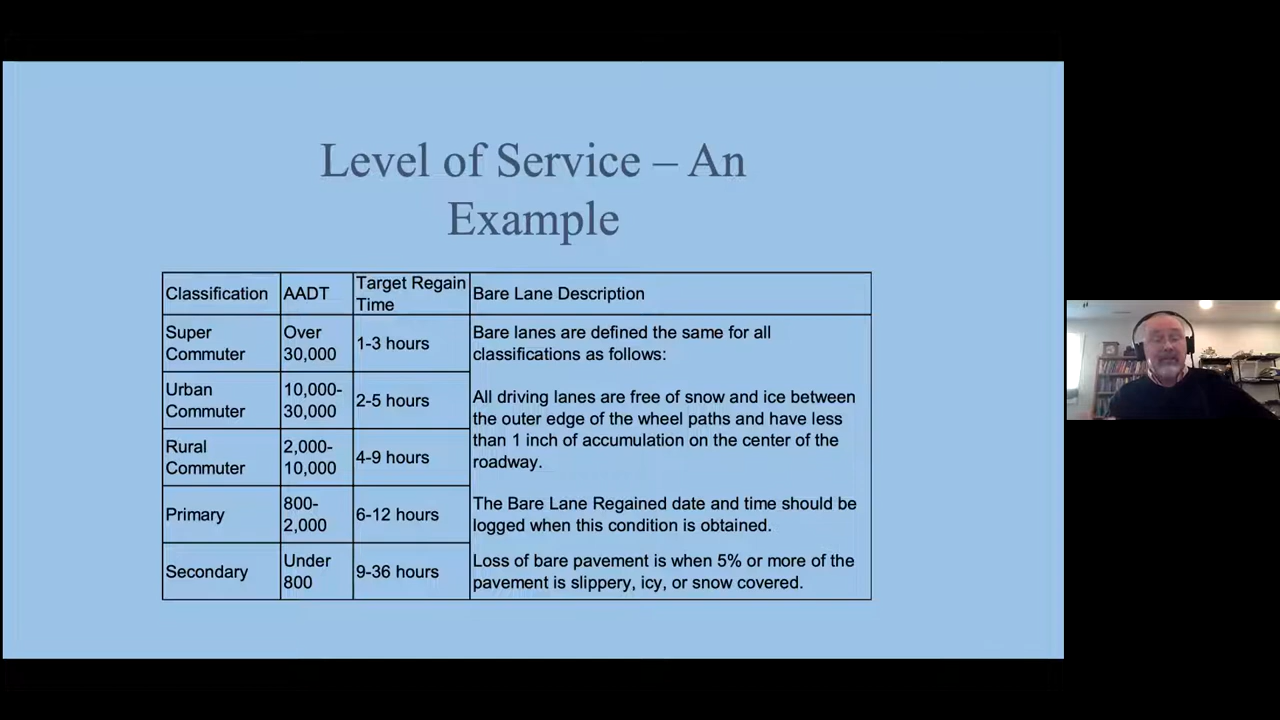 Level of Service – An
Example
Classification
AADT
Target Regain
Time
Bare Lane Description
Super
Commuter
Over
30,000
1-3 hours
Bare lanes are defined the same for all
classifications as follows:
Urban
Commuter
10,000-
30,000
2-5 hours
All driving lanes are free of snow and ice between
the outer edge of the wheel paths and have less
than 1 inch of accumulation on the center of the
roadway.
Rural
Commuter
2,000-
10,000
4-9 hours
Primary
800-
2,000
6-12 hours
The Bare Lane Regained date and time should be
logged when this condition is obtained.
Secondary
Under
800
9-36 hours
Loss of bare pavement is when 5% or more of the
pavement is slippery, icy, or snow covered.